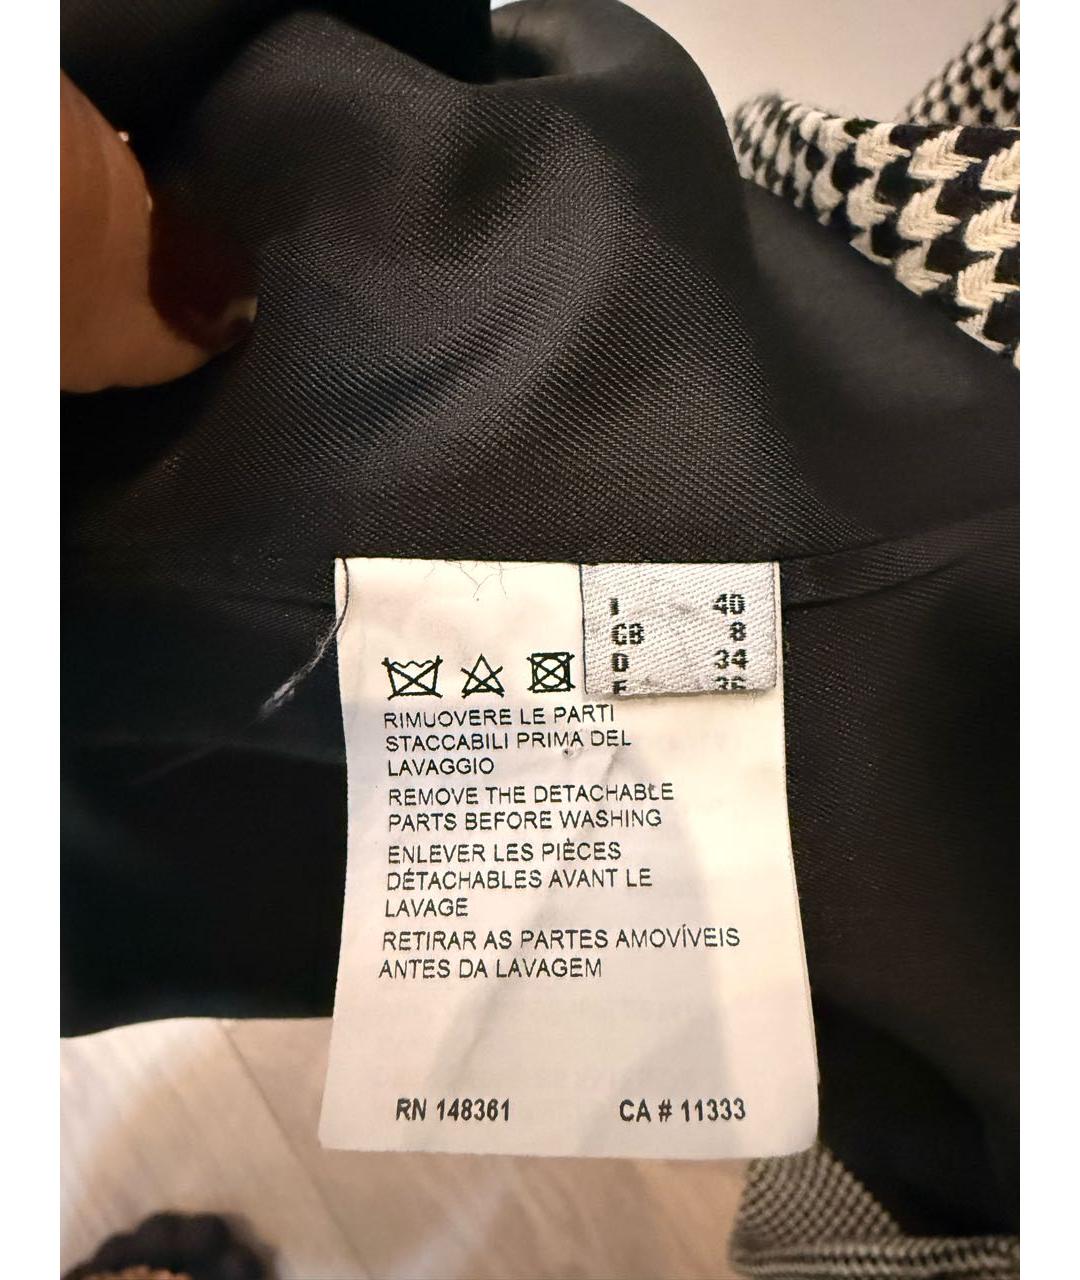 I 40
GB 8
D 34
F 36
RIMUOVERE LE PARTI
STACCABILI PRIMA DEL
LAVAGGIO
REMOVE THE DETACHABLE
PARTS BEFORE WASHING
ENLEVER LES PIÈCES
DÉTACHABLES AVANT LE
LAVAGE
RETIRAR AS PARTES AMOVÍVEIS
ANTES DA LAVAGEM
RN 148361 CA # 11333